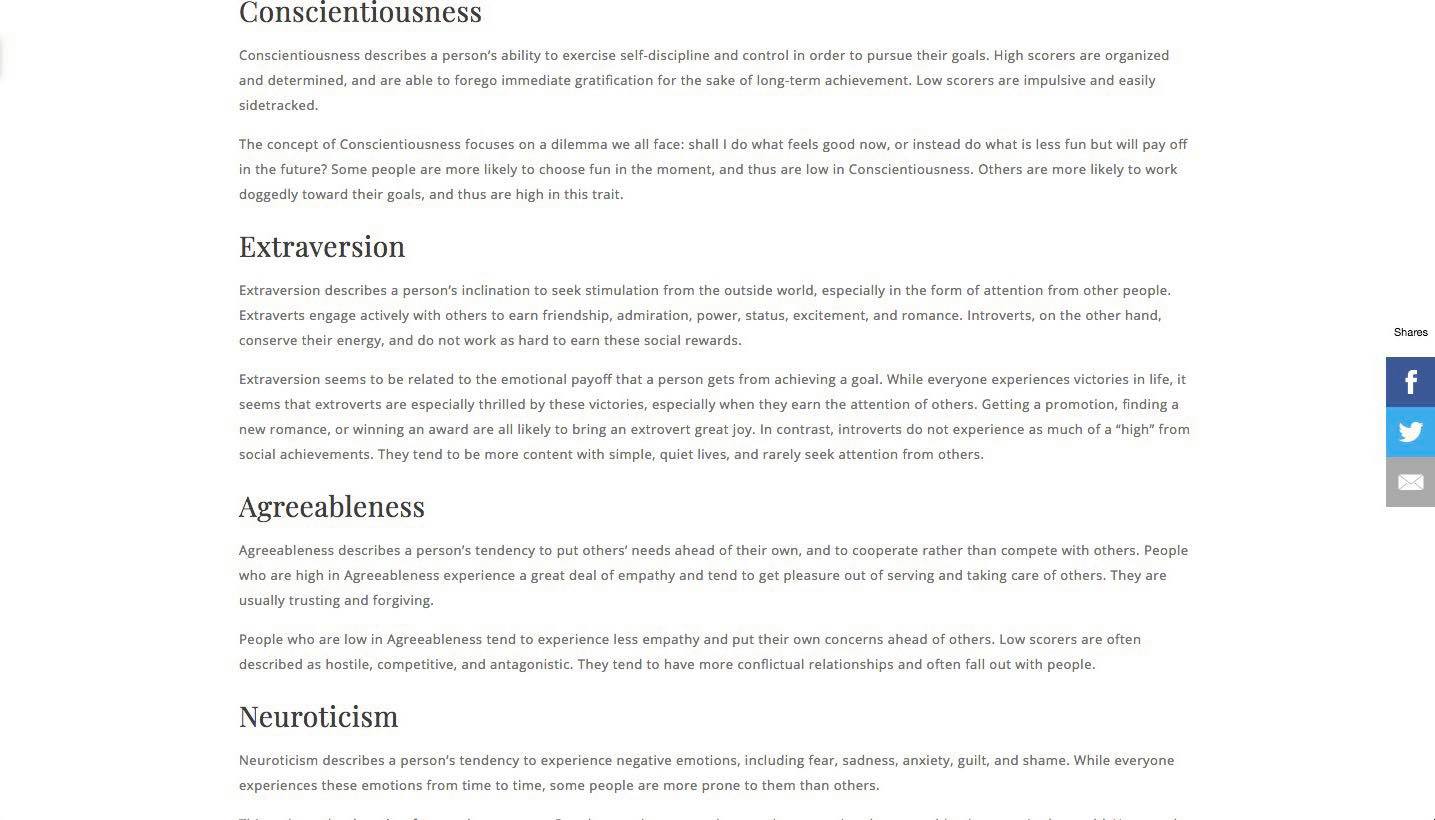 Conscientiousness
Conscientiousness describes a person's ability to exercise self-discipline and control in order to pursue their goals. High scorers are organized
and determined, and are able to forego immediate gratification for the sake of long-term achievement. Low scorers are impulsive and easily
sidetracked.
The concept of Conscientiousness focuses on a dilemma we all face: shall I do what feels good now, or instead do what is less fun but will pay off
in the future? Some people are more likely to choose fun in the moment, and thus are low in Conscientiousness. Others are more likely to work
doggedly toward their goals, and thus are high in this trait.
Extraversion
Extraversion describes a person's inclination to seek stimulation from the outside world, especially in the form of attention from other people.
Extraverts engage actively with others to earn friendship, admiration, power, status, excitement, and romance. Introverts, on the other hand,
conserve their energy, and do not work as hard to earn these social rewards.
Extraversion seems to be related to the emotional payoff that a person gets from achieving a goal. While everyone experiences victories in life, it
seems that extroverts are especially thrilled by these victories, especially when they earn the attention of others. Getting a promotion, finding a
new romance, or winning an award are all likely to bring an extrovert great joy. In contrast, introverts do not experience as much of a “high” from
social achievements. They tend to be more content with simple, quiet lives, and rarely seek attention from others.
Agreeableness
Agreeableness describes a person's tendency to put others’ needs ahead of their own, and to cooperate rather than compete with others. People
who are high in Agreeableness experience a great deal of empathy and tend to get pleasure out of serving and taking care of others. They are
usually trusting and forgiving.
People who are low in Agreeableness tend to experience less empathy and put their own concerns ahead of others. Low scorers are often
described as hostile, competitive, and antagonistic. They tend to have more conflictual relationships and often fall out with people.
Neuroticism
Neuroticism describes a person's tendency to experience negative emotions, including fear, sadness, anxiety, guilt, and shame. While everyone
experiences these emotions from time to time, some people are more prone to them than others.
Shares